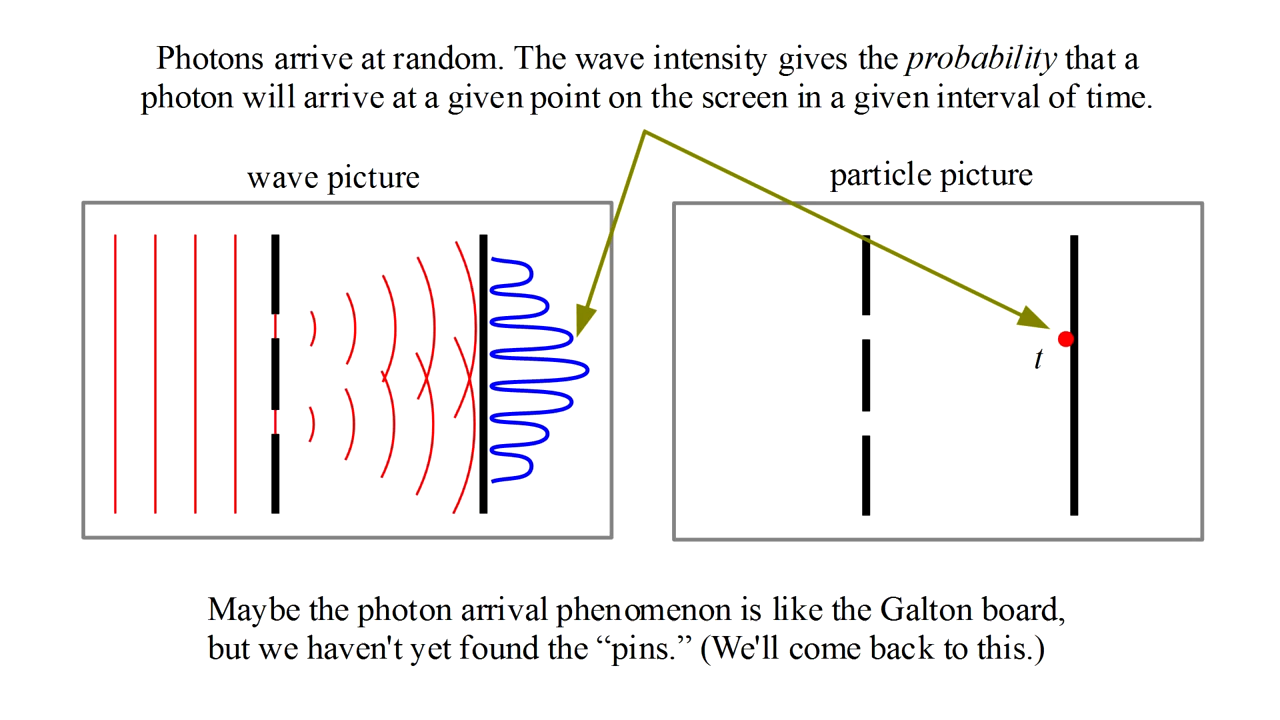 Photons arrive at random. The wave intensity gives the probability that a
photon will arrive at a given point on the screen in a given interval of time.
wave picture
particle picture
t
Maybe the photon arrival phenomenon is like the Galton board,
but we haven't yet found the “pins.” (We'll come back to this.)